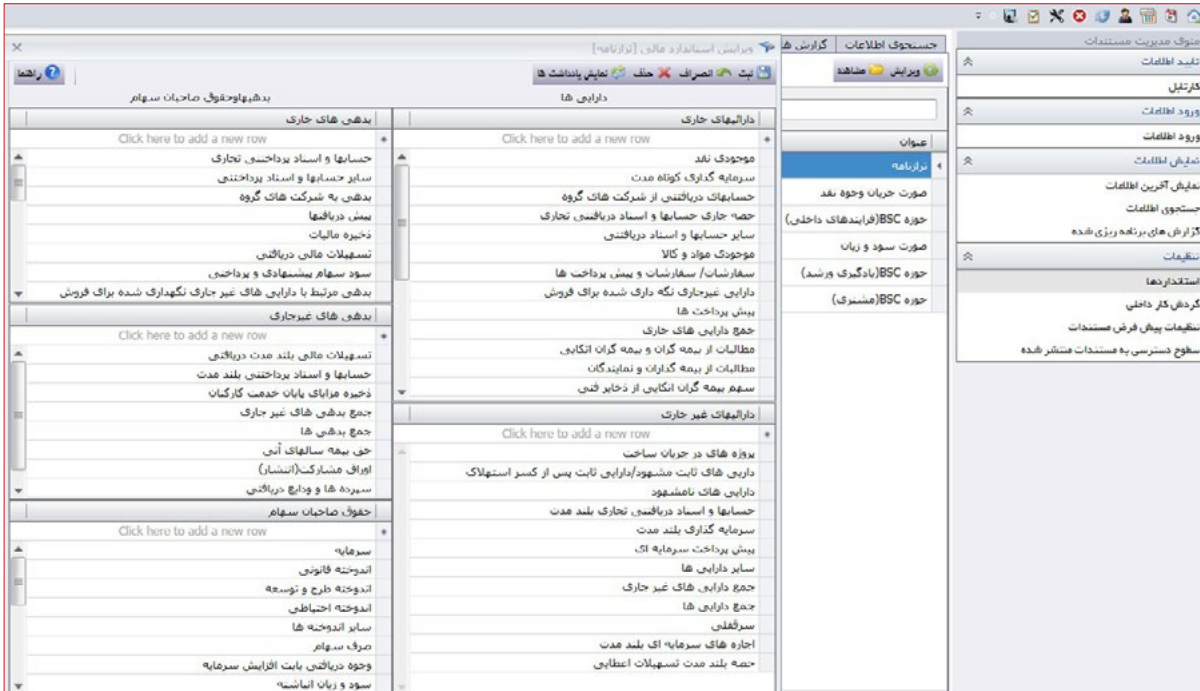 منوی مدیریت مستندات
تایید اطلاعات
کارتابل
ورود اطلاعات
ورود اطلاعات
نمایش اطلاعات
نمایش آخرین اطلاعات
جستجوی اطلاعات
گزارش های برنامه ریزی شده
تنظیمات
استانداردها
گردش کار داخلی
تنظیمات پیش فرض مستندات
سطوح دسترسی به مستندات منتشر شده
جستجوی اطلاعات
گزارش ها
ویرایش
مشاهده
عنوان
ترازنامه
صورت جریان وجوه نقد
حوزه BSC(فرایندهای داخلی)
صورت سود و زیان
حوزه BSC(یادگیری ورشد)
حوزه BSC(مشتری)
ویرایش استاندارد مالی [ترازنامه]
ثبت انصراف حذف نمایش یادداشت ها
راهنما
دارایی ها
دارائیهای جاری
Click here to add a new row
موجودی نقد
سرمایه گذاری کوتاه مدت
حسابهای دریافتنی از شرکت های گروه
حصه جاری حسابها و اسناد دریافتنی تجاری
سایر حسابها و اسناد دریافتنی
موجودی مواد و کالا
سفارشات/ سفارشات و پیش پرداخت ها
دارایی غیرجاری نگه داری شده برای فروش
پیش پرداخت ها
جمع دارایی های جاری
مطالبات از بیمه گران و بیمه گران اتکایی
مطالبات از بیمه گذاران و نمایندگان
سهم بیمه گران اتکایی از ذخایر فنی
دارائیهای غیر جاری
Click here to add a new row
پروژه های در جریان ساخت
داریی های ثابت مشهود/دارایی ثابت پس از کسر استهلاک
دارایی های نامشهود
حسابها و اسناد دریافتنی تجاری بلند مدت
سرمایه گذاری بلند مدت
پیش پرداخت سرمایه ای
سایر دارایی ها
جمع دارایی های غیر جاری
جمع دارایی ها
سرقفلی
اجاره های سرمایه ای بلند مدت
حصه بلند مدت تسهیلات اعطایی
بدهیهاوحقوق صاحبان سهام
بدهی های جاری
Click here to add a new row
حسابها و اسناد پرداختنی تجاری
سایر حسابها و اسناد پرداختنی
بدهی به شرکت های گروه
پیش دریافتها
ذخیره مالیات
تسهیلات مالی دریافتی
سود سهام پیشنهادی و پرداختی
بدهی مرتبط با دارایی های غیر جاری نگهداری شده برای فروش
بدهی های غیرجاری
Click here to add a new row
تسهیلات مالی بلند مدت دریافتی
حسابها و اسناد پرداختنی بلند مدت
ذخیره مزایای پایان خدمت کارکنان
جمع بدهی های غیر جاری
جمع بدهی ها
حق بیمه سالهای آتی
اوراق مشارکت(انتشار)
سپرده ها و ودایع دریافتی
حقوق صاحبان سهام
Click here to add a new row
سرمایه
اندوخته قانونی
اندوخته طرح و توسعه
اندوخته احتیاطی
سایر اندوخته ها
صرف سهام
وجوه دریافتی بابت افزایش سرمایه
سود و زیان انباشته